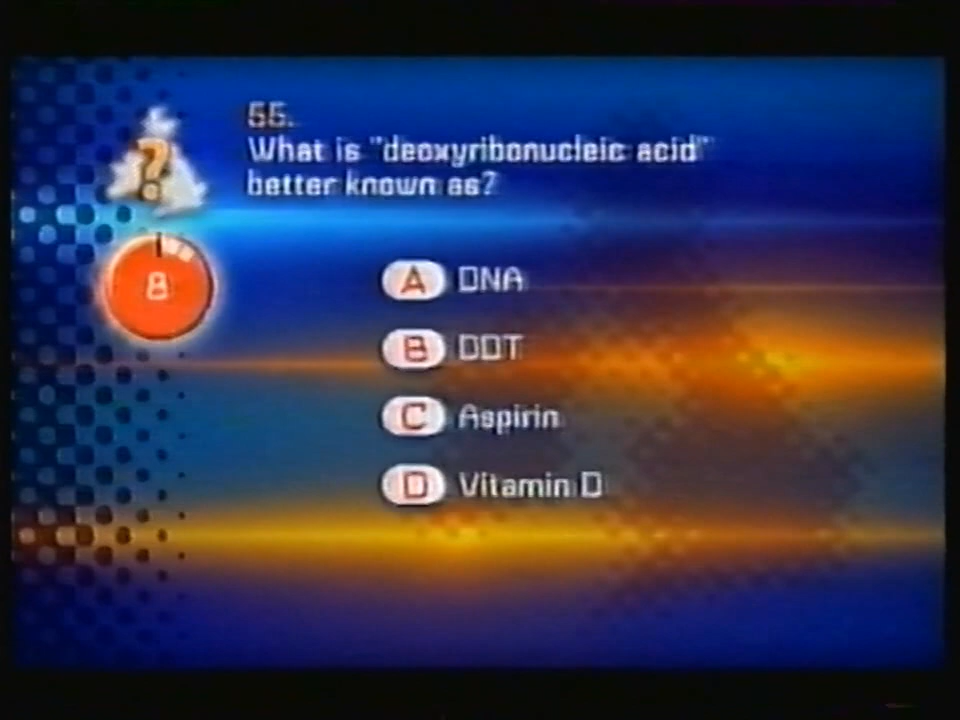 55.
What is "deoxyribonucleic acid"
better known as?
?
8
A DNA
B DDT
C Aspirin
D Vitamin D